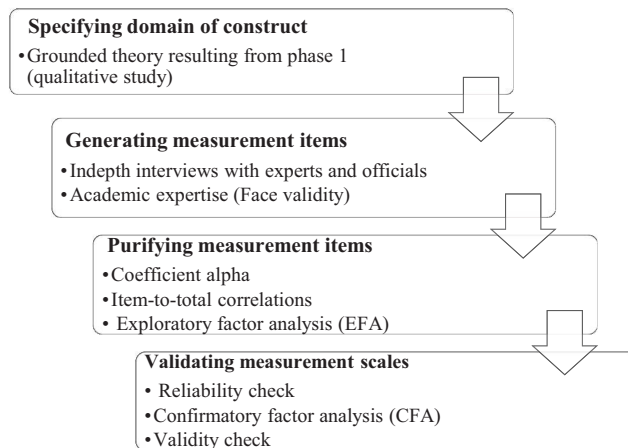 Specifying domain of construct
•Grounded theory resulting from phase 1
(qualitative study)
Generating measurement items
•Indepth interviews with experts and officials
•Academic expertise (Face validity)
Purifying measurement items
•Coefficient alpha
•Item-to-total correlations
• Exploratory factor analysis (EFA)
Validating measurement scales
• Reliability check
•Confirmatory factor analysis (CFA)
•Validity check